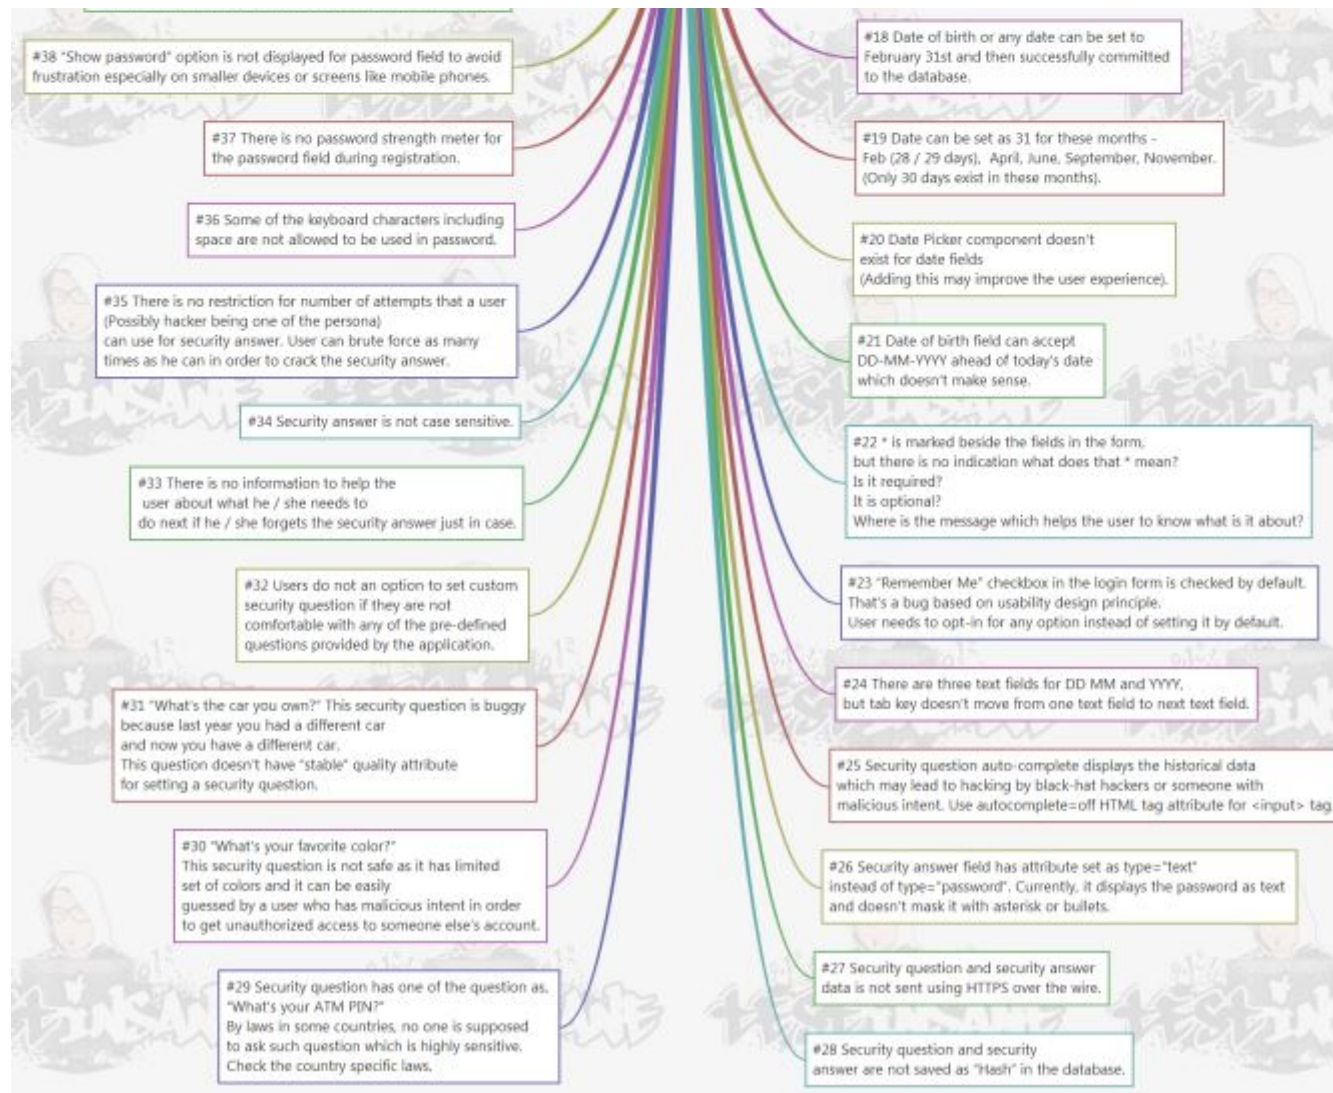 #38 "Show password" option is not displayed for password field to avoid
frustration especially on smaller devices or screens like mobile phones.
#37 There is no password strength meter for
the password field during registration.
#36 Some of the keyboard characters including
space are not allowed to be used in password.
#35 There is no restriction for number of attempts that a user
(Possibly hacker being one of the persona)
can use for security answer. User can brute force as many
times as he can in order to crack the security answer.
#34 Security answer is not case sensitive.
#33 There is no information to help the
user about what he / she needs to
do next if he / she forgets the security answer just in case.
#32 Users do not an option to set custom
security question if they are not
comfortable with any of the pre-defined
questions provided by the application.
#31 "What's the car you own?" This security question is buggy
because last year you had a different car
and now you have a different car.
This question doesn't have "stable" quality attribute
for setting a security question.
#30 "What's your favorite color?"
This security question is not safe as it has limited
set of colors and it can be easily
guessed by a user who has malicious intent in order
to get unauthorized access to someone else's account.
#29 Security question has one of the question as,
"What's your ATM PIN?"
By laws in some countries, no one is supposed
to ask such question which is highly sensitive.
Check the country specific laws.
#18 Date of birth or any date can be set to
February 31st and then successfully committed
to the database.
#19 Date can be set as 31 for these months -
Feb (28 / 29 days), April, June, September, November.
(Only 30 days exist in these months).
#20 Date Picker component doesn't
exist for date fields
(Adding this may improve the user experience).
#21 Date of birth field can accept
DD-MM-YYYY ahead of today's date
which doesn't make sense.
#22 * is marked beside the fields in the form,
but there is no indication what does that * mean?
Is it required?
It is optional?
Where is the message which helps the user to know what is it about?
#23 "Remember Me" checkbox in the login form is checked by default.
That's a bug based on usability design principle.
User needs to opt-in for any option instead of setting it by default.
#24 There are three text fields for DD MM and YYYY,
but tab key doesn't move from one text field to next text field.
#25 Security question auto-complete displays the historical data
which may lead to hacking by black-hat hackers or someone with
malicious intent. Use autocomplete=off HTML tag attribute for <input> tag
#26 Security answer field has attribute set as type="text"
instead of type="password". Currently, it displays the password as text
and doesn't mask it with asterisk or bullets.
#27 Security question and security answer
data is not sent using HTTPS over the wire.
#28 Security question and security
answer are not saved as "Hash" in the database.
TEST INSANE